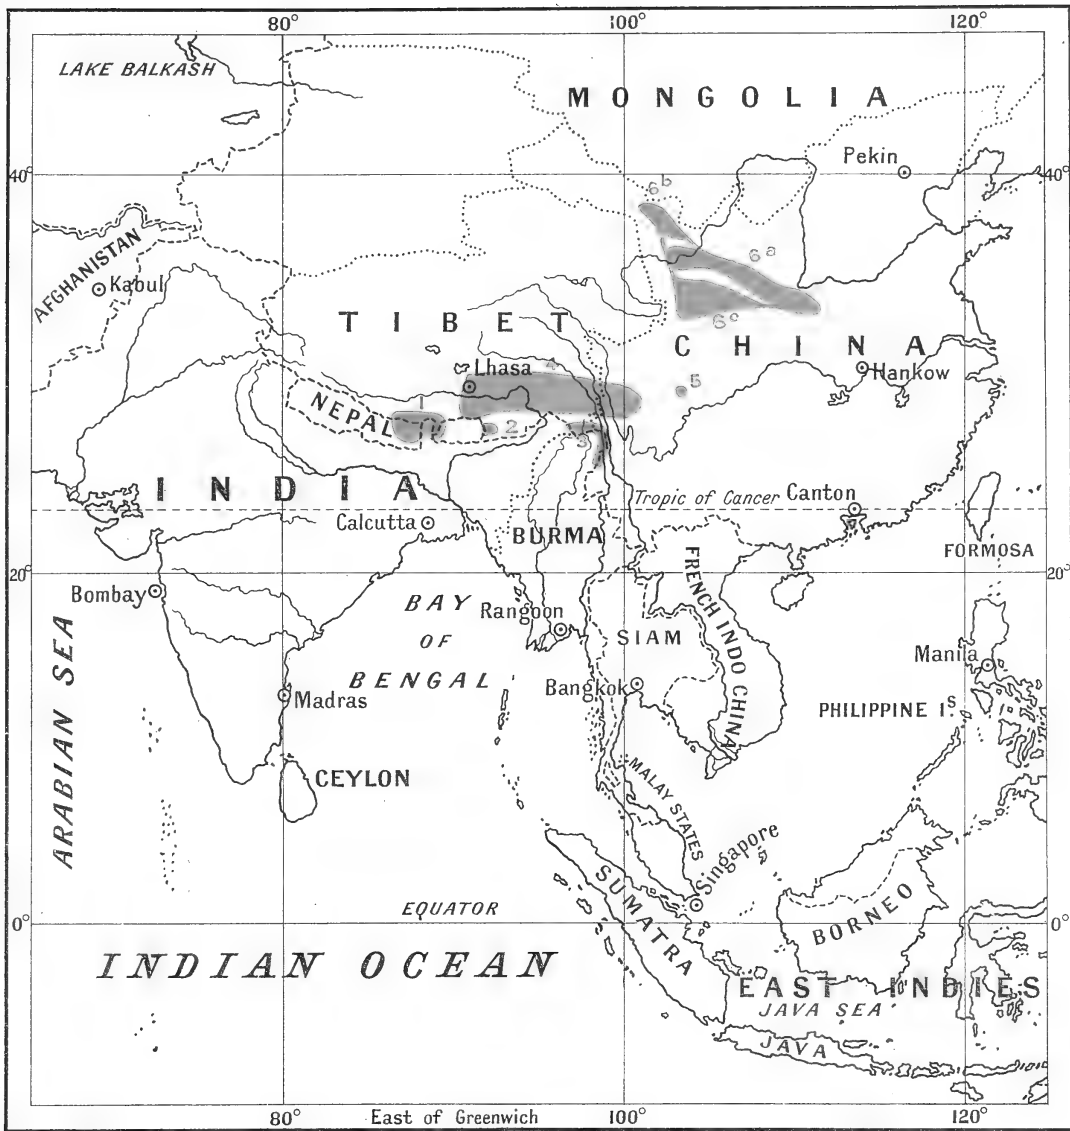 80° 100° 120°
LAKE BALKASH
MONGOLIA
Pekin
40° 40°
6b
6a
AFGHANISTAN
Kabul
TIBET
6c
CHINA
Lhasa
4
Hankow
5
NEPAL
1
2
3
INDIA
Tropic of Cancer
Canton
Calcutta
BURMA
FORMOSA
20° 20°
FRENCH INDO CHINA
Bombay
BAY
OF
BENGAL
Rangoon
SIAM
Manila
ARABIAN SEA
Madras
Bangkok
PHILIPPINE Is.
CEYLON
MALAY STATES
Singapore
SUMATRA
EQUATOR
0° 0°
BORNEO
INDIAN OCEAN
EAST INDIES
JAVA SEA
JAVA
80° 100° 120°
East of Greenwich